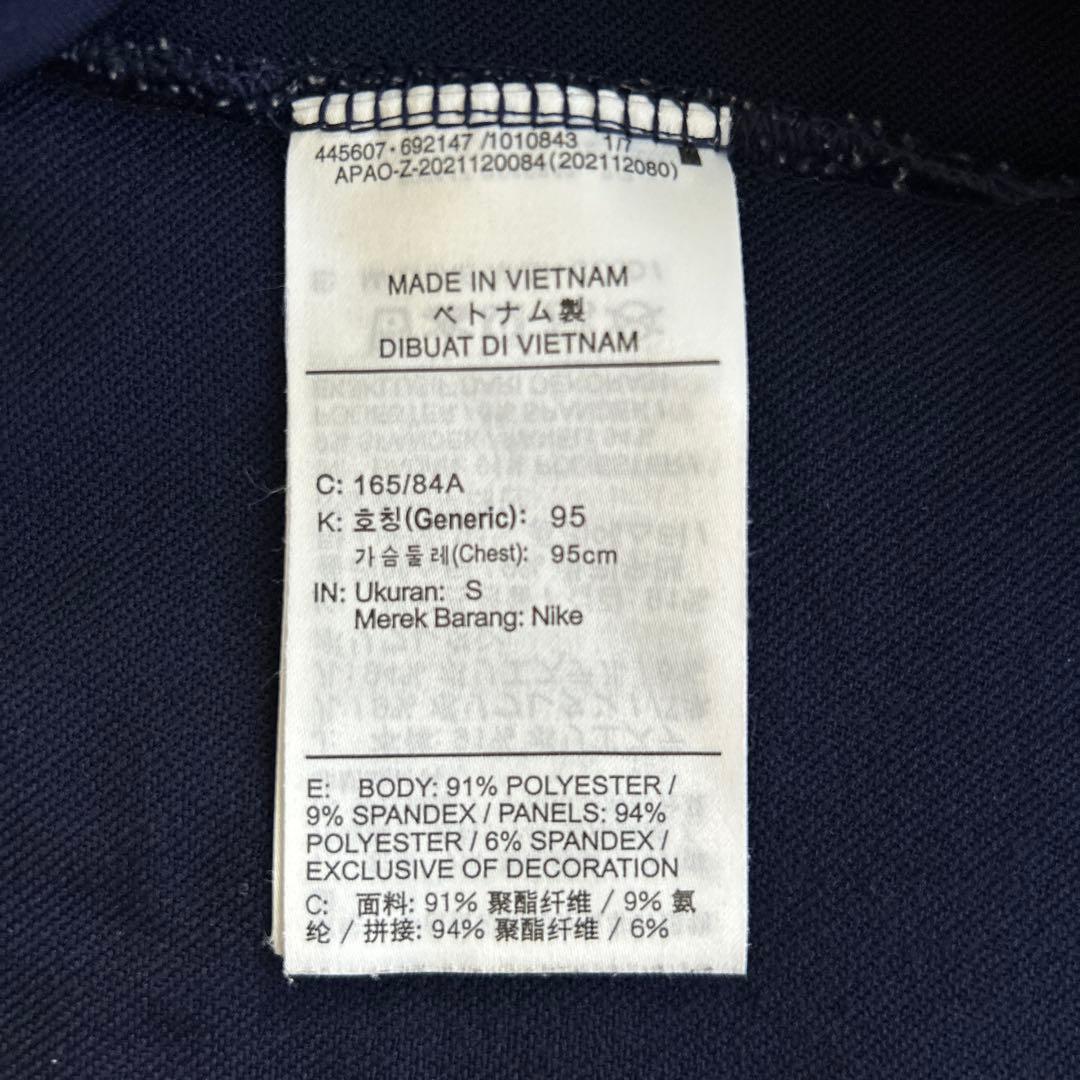 445607・692147 /1010843 1/7
APAO-Z-2021120084(202112080)
MADE IN VIETNAM
ベトナム製
DIBUAT DI VIETNAM
C: 165/84A
K: 호칭(Generic): 95
가슴둘레(Chest): 95cm
IN: Ukuran: S
Merek Barang: Nike
E: BODY: 91% POLYESTER /
9% SPANDEX / PANELS: 94%
POLYESTER / 6% SPANDEX /
EXCLUSIVE OF DECORATION
C: 面料: 91% 聚酯纤维 / 9% 氨
纶 / 拼接: 94% 聚酯纤维 / 6%